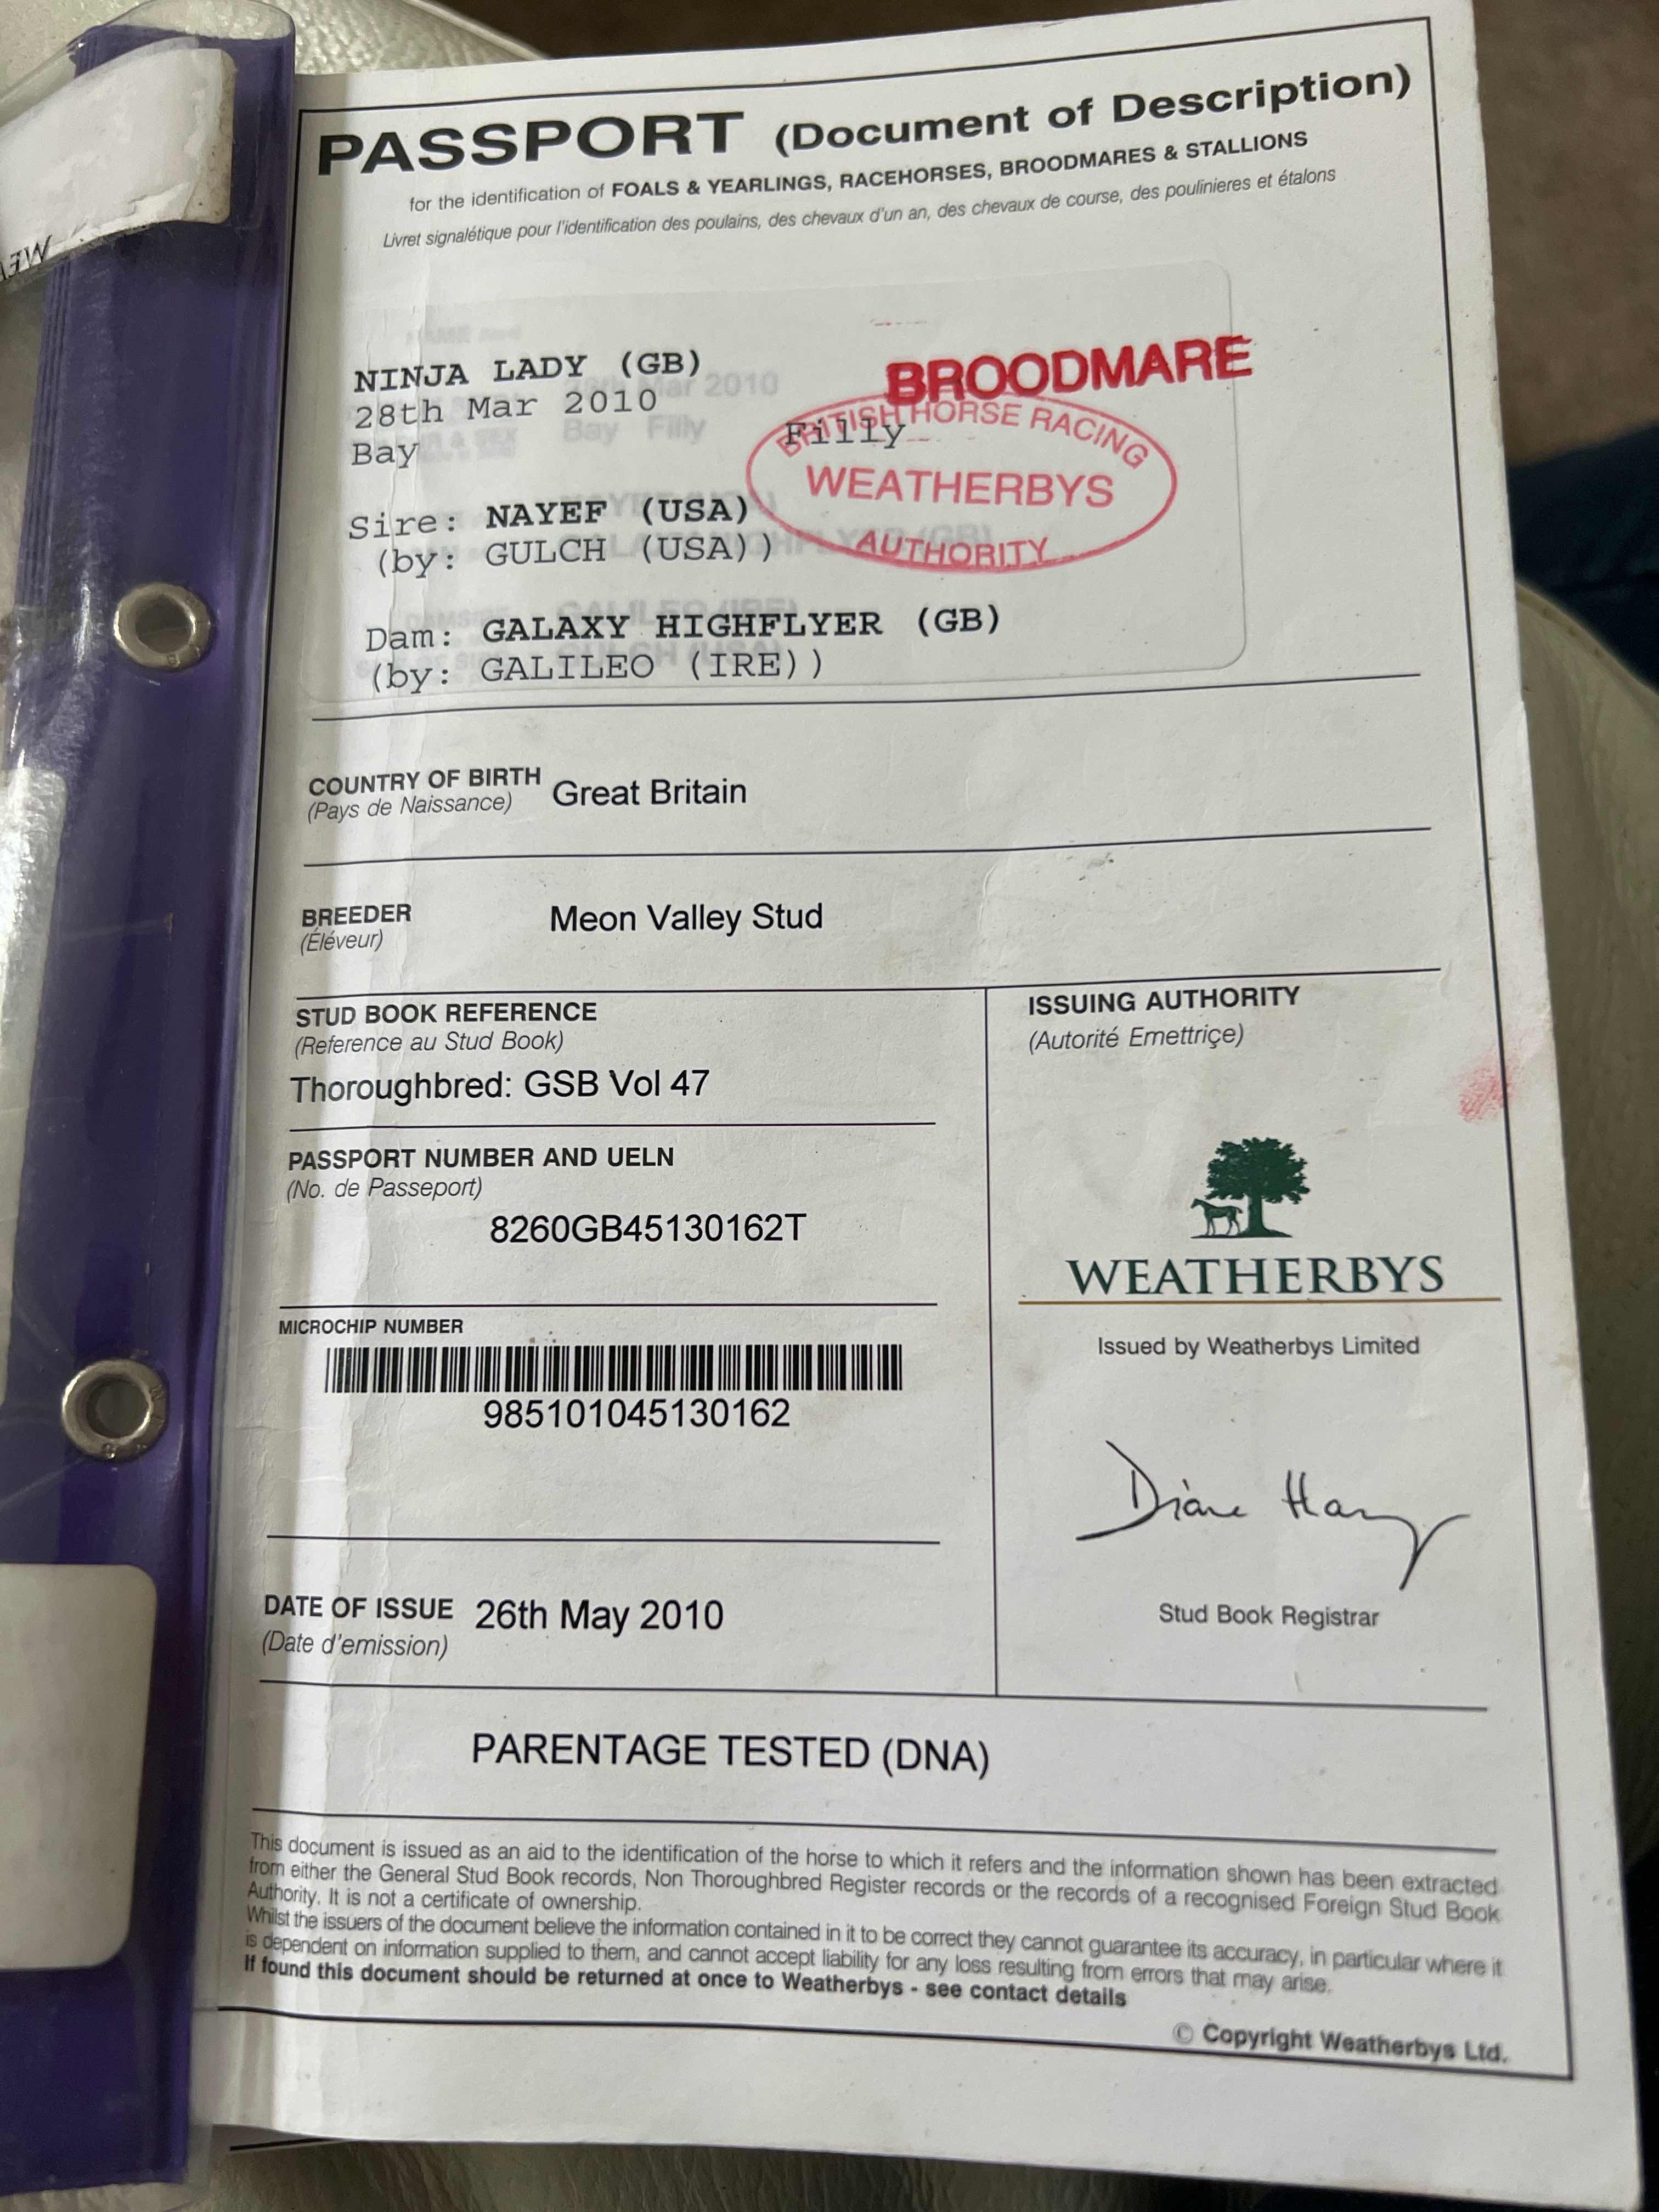 PASSPORT (Document of Description)
for the identification of FOALS & YEARLINGS, RACEHORSES, BROODMARES & STALLIONS
Livret signalétique pour l'identification des poulains, des chevaux d'un an, des chevaux de course, des poulinieres et étalons
NINJA LADY (GB)
BROODMARE
28th Mar 2010
Bay
Filly
BRITISH HORSE RACING
WEATHERBYS
AUTHORITY
Sire: NAYEF (USA)
(by: GULCH (USA))
Dam: GALAXY HIGHFLYER (GB)
(by: GALILEO (IRE))
COUNTRY OF BIRTH Great Britain
(Pays de Naissance)
BREEDER Meon Valley Stud
(Éléveur)
STUD BOOK REFERENCE
(Reference au Stud Book)
Thoroughbred: GSB Vol 47
PASSPORT NUMBER AND UELN
(No. de Passeport)
8260GB45130162T
MICROCHIP NUMBER
985101045130162
DATE OF ISSUE 26th May 2010
(Date d'emission)
ISSUING AUTHORITY
(Autorité Emettriçe)
WEATHERBYS
Issued by Weatherbys Limited
Diane Har
Stud Book Registrar
PARENTAGE TESTED (DNA)
This document is issued as an aid to the identification of the horse to which it refers and the information shown has been extracted
from either the General Stud Book records, Non Thoroughbred Register records or the records of a recognised Foreign Stud Book
Authority. It is not a certificate of ownership.
Whilst the issuers of the document believe the information contained in it to be correct they cannot guarantee its accuracy, in particular where it
is dependent on information supplied to them, and cannot accept liability for any loss resulting from errors that may arise.
If found this document should be returned at once to Weatherbys - see contact details
© Copyright Weatherbys Ltd.